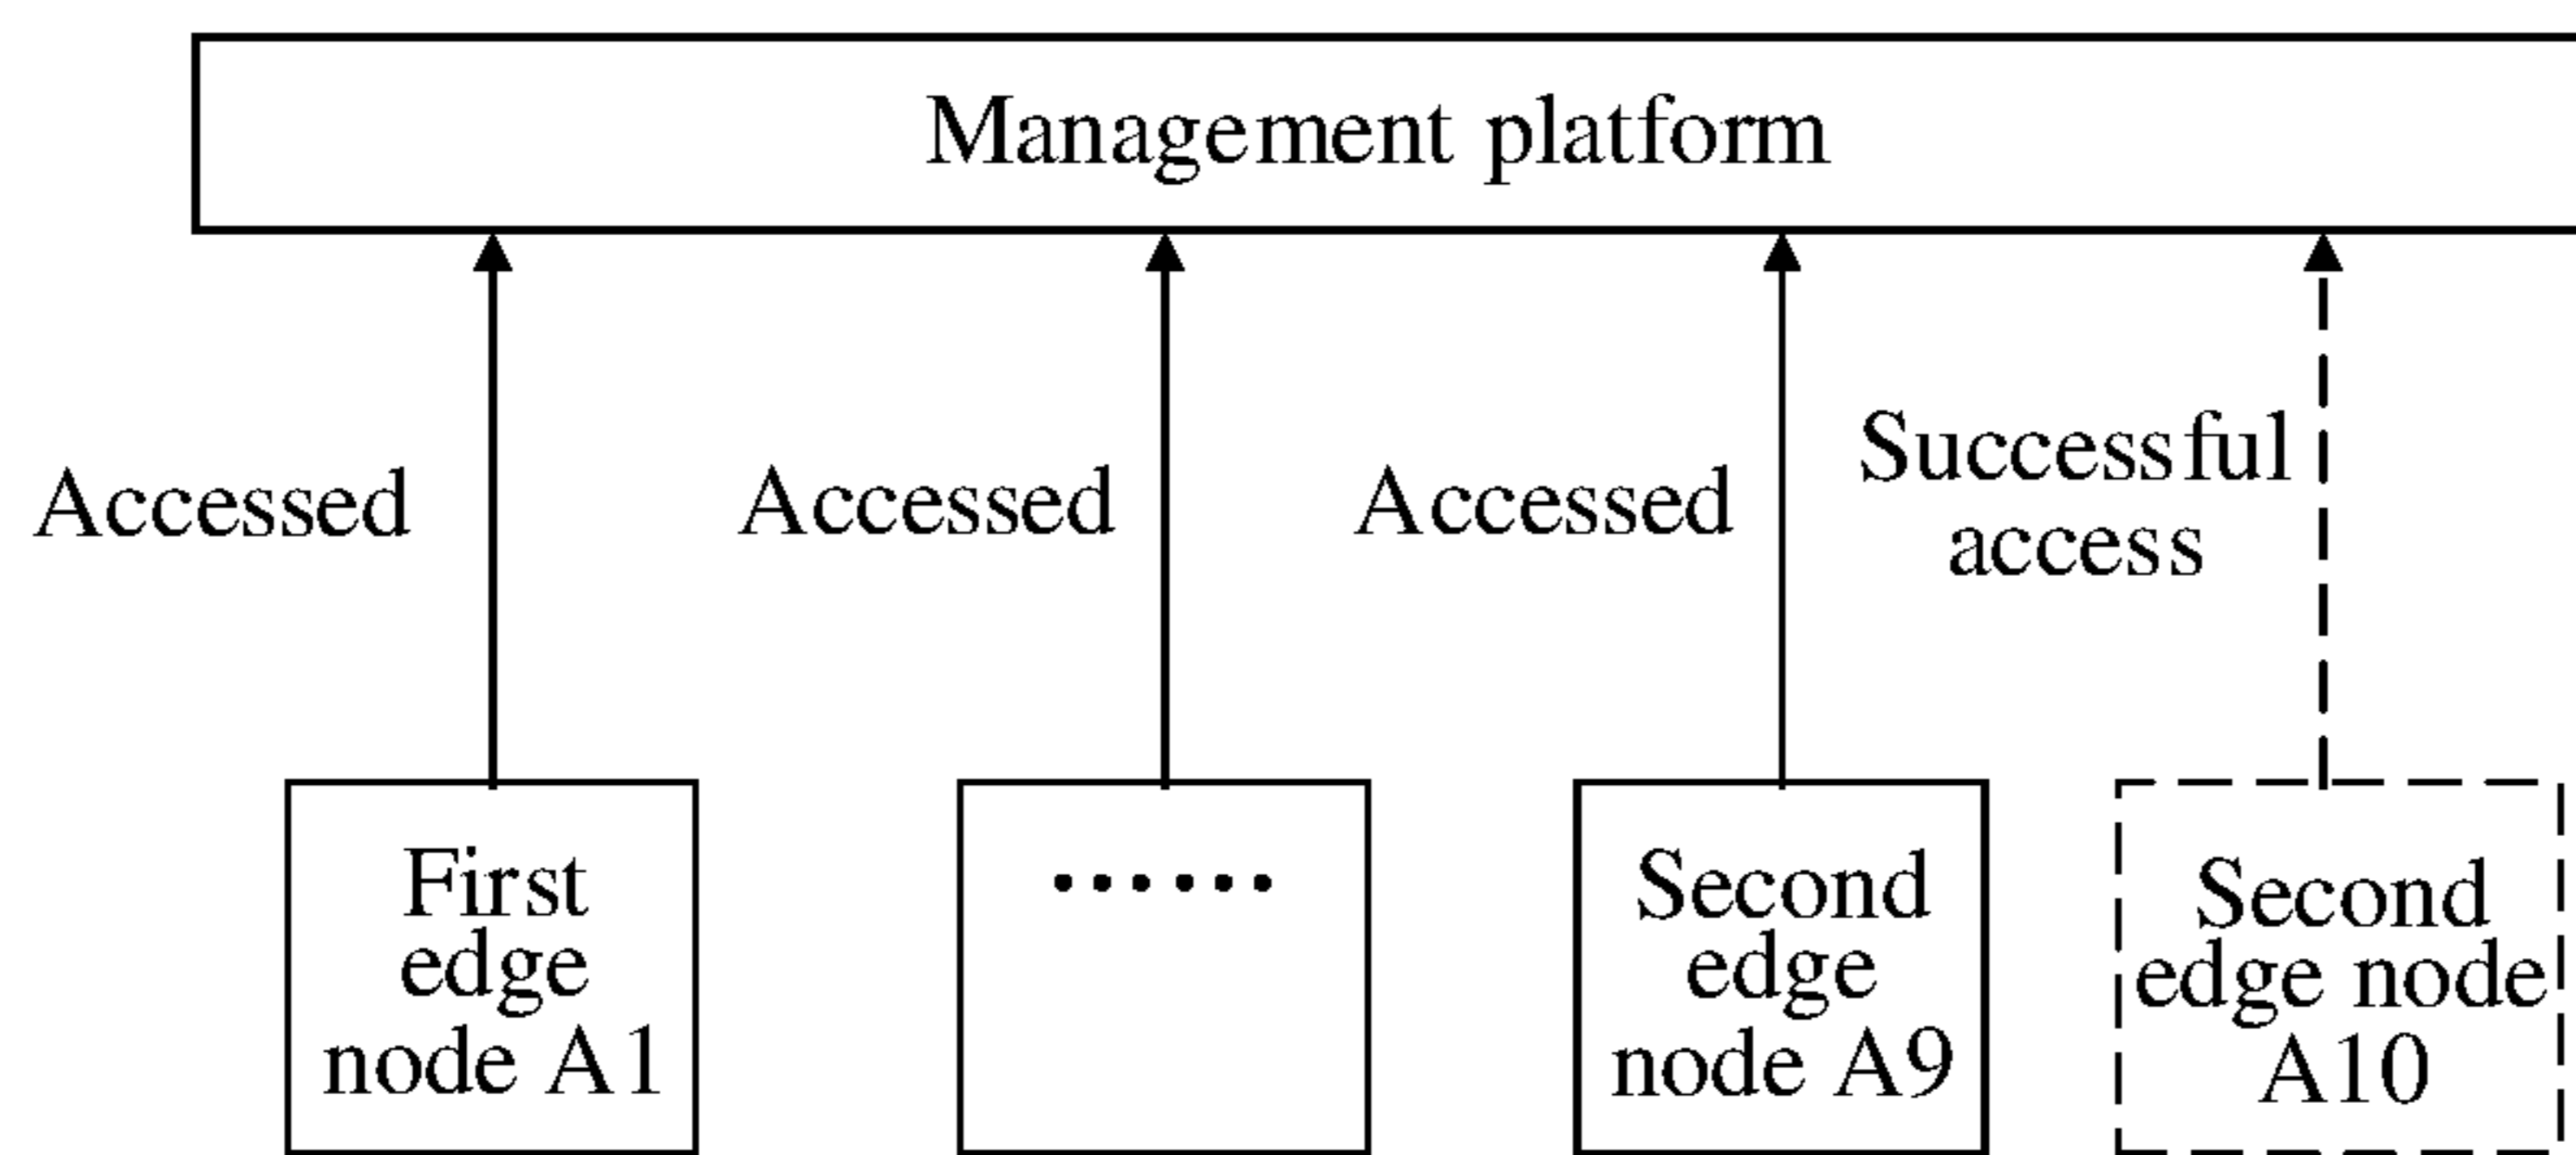 Management platform
Accessed
Accessed
Accessed
Successful
access
First
edge
node A1
......
Second
edge
node A9
Second
edge node
A10